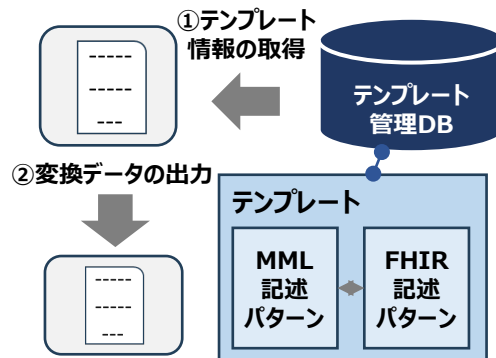 ①テンプレート
情報の取得
テンプレート
管理DB
②変換データの出力
テンプレート
MML
記述
パターン
FHIR
記述
パターン